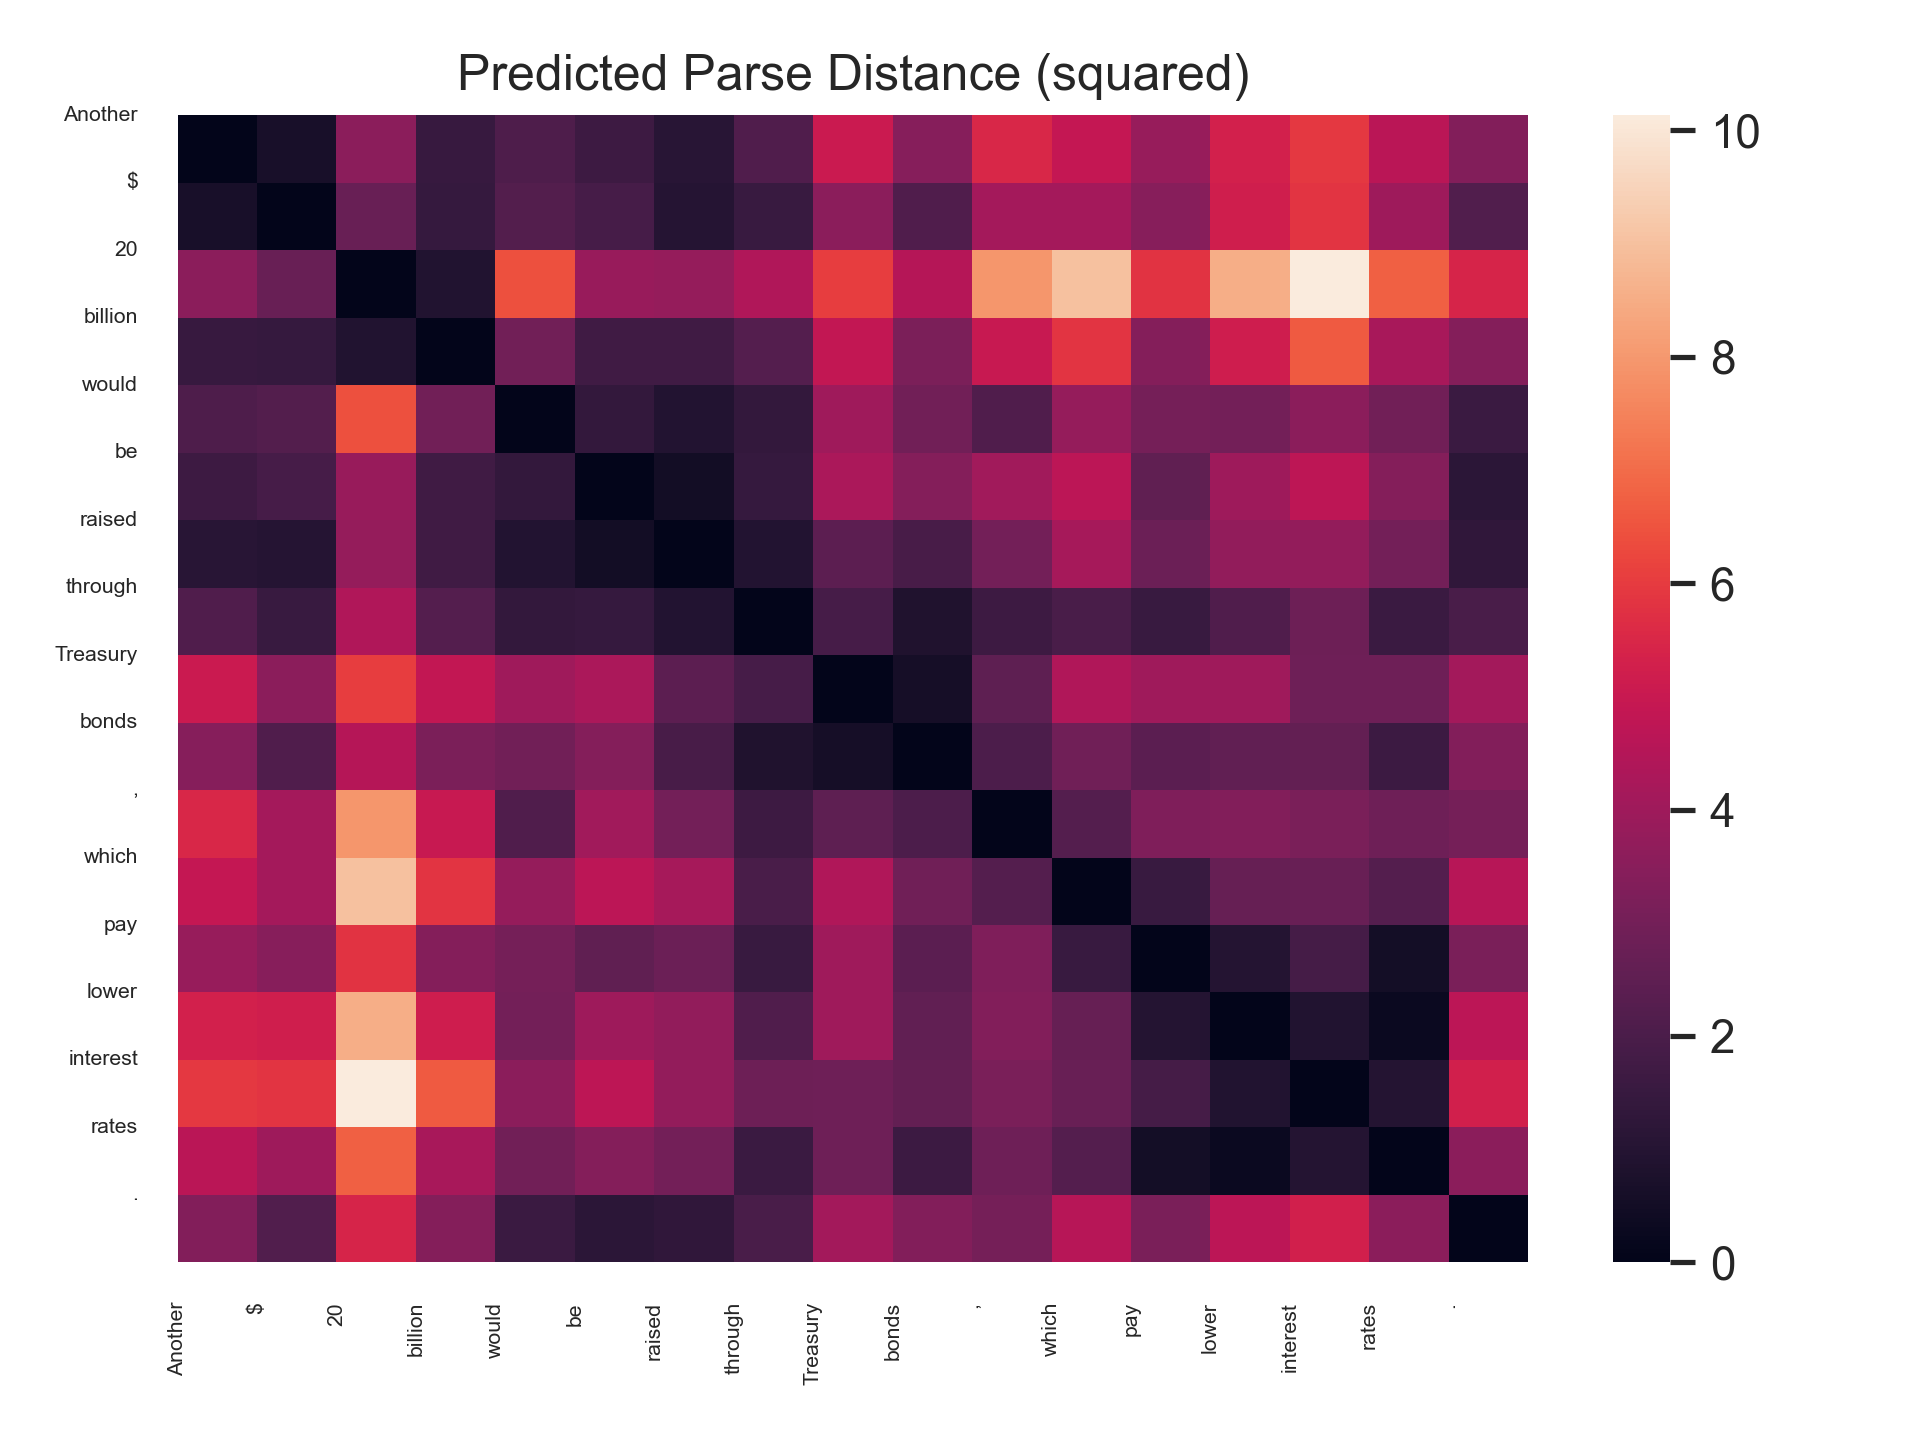 Predicted Parse Distance (squared)
Another
$
20
billion
would
be
raised
through
Treasury
bonds
,
which
pay
lower
interest
rates
.
10
8
6
4
2
0
Another $ 20 billion would be raised through Treasury bonds , which pay lower interest rates .